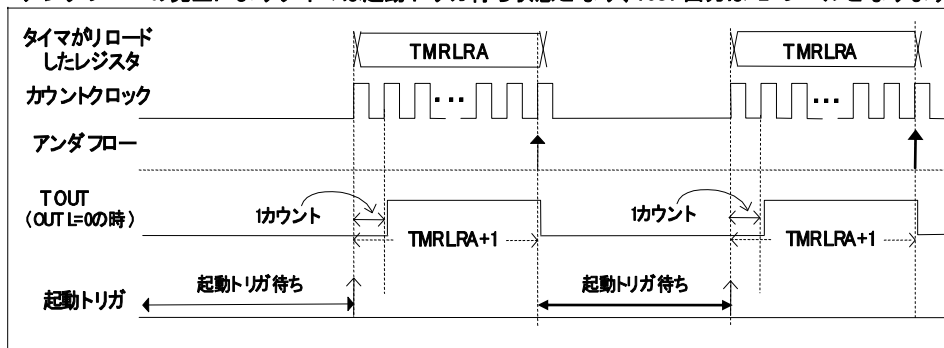 タイマがリロード
したレジスタ
TMRLRA
TMRLRA
カウントクロック
アンダフロー
TOUT
(OUTL=0の時)
1カウント
1カウント
TMRLRA+1
TMRLRA+1
起動トリガ
起動トリガ待ち
起動トリガ待ち